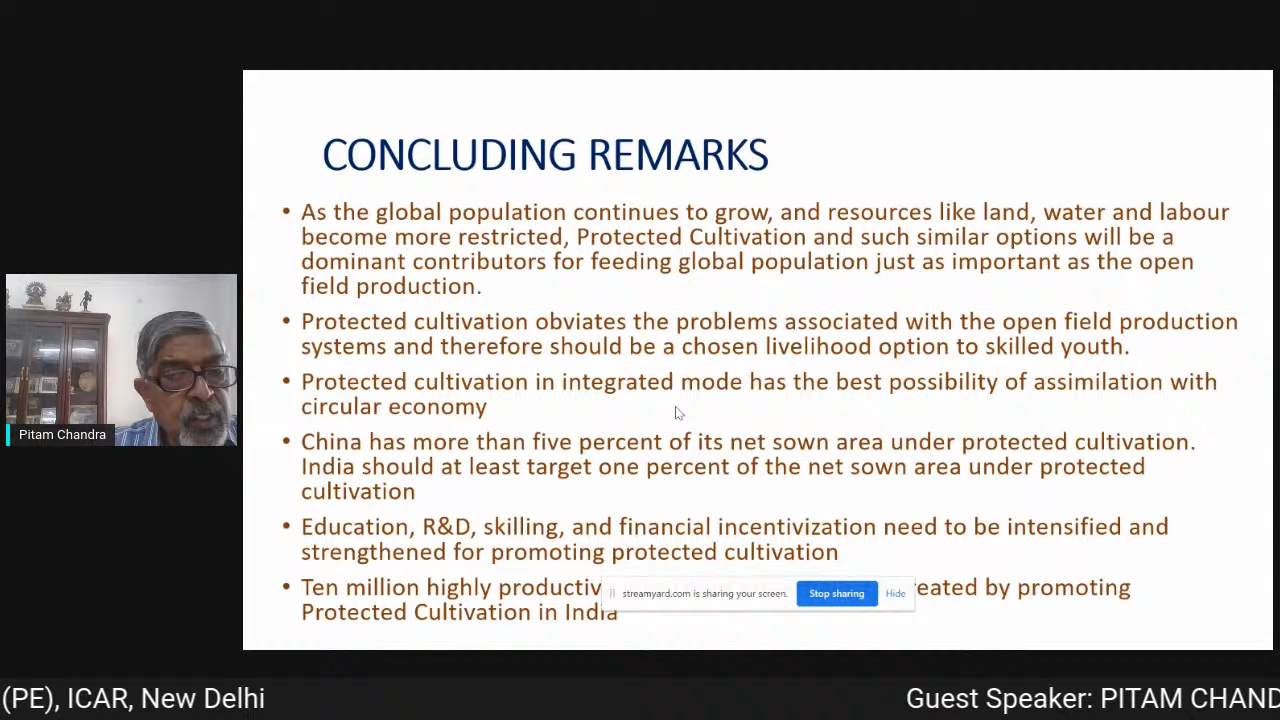 CONCLUDING REMARKS
• As the global population continues to grow, and resources like land, water and labour
become more restricted, Protected Cultivation and such similar options will be a
dominant contributors for feeding global population just as important as the open
field production.
• Protected cultivation obviates the problems associated with the open field production
systems and therefore should be a chosen livelihood option to skilled youth.
• Protected cultivation in integrated mode has the best possibility of assimilation with
circular economy
• China has more than five percent of its net sown area under protected cultivation.
India should at least target one percent of the net sown area under protected
cultivation
• Education, R&D, skilling, and financial incentivization need to be intensified and
strengthened for promoting protected cultivation
• Ten million highly by promoting
Protected Cultivation in India
streamyard.com is sharing your screen. Stop sharing Hide
Pitam Chandra
(PE), ICAR, New Delhi Guest Speaker: PITAM CHAND